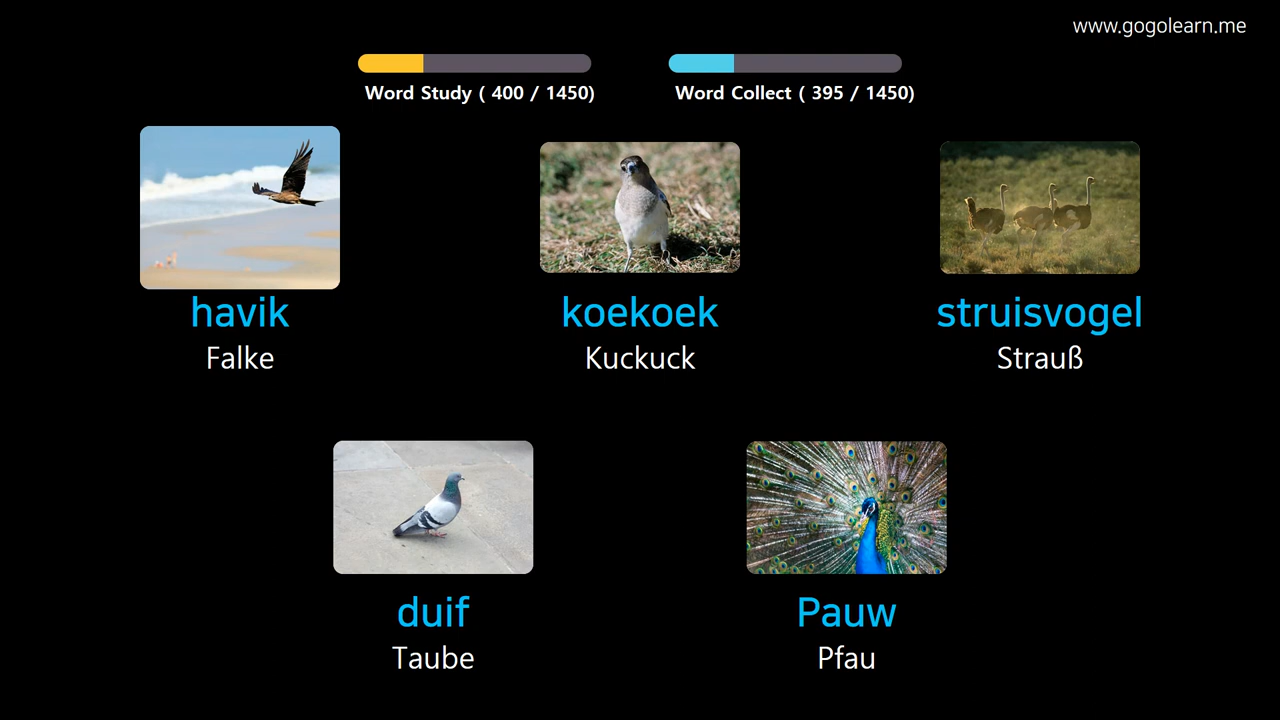 www.gogolearn.me
Word Study ( 400 / 1450)
Word Collect ( 395 / 1450)
havik
Falke
koekoek
Kuckuck
struisvogel
Strauß
duif
Taube
Pauw
Pfau